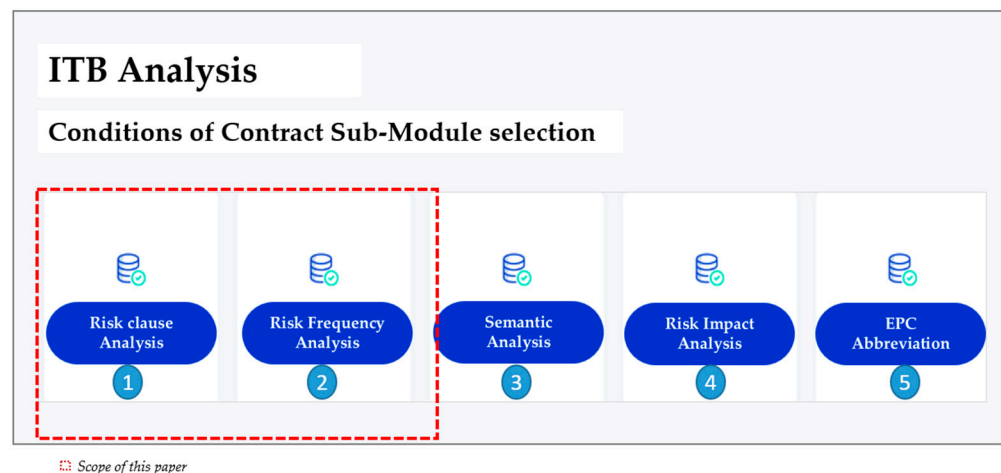 ITB Analysis
Conditions of Contract Sub-Module selection
Risk clause
Analysis
1
Risk Frequency
Analysis
2
Semantic
Analysis
3
Risk Impact
Analysis
4
EPC
Abbreviation
5
Scope of this paper